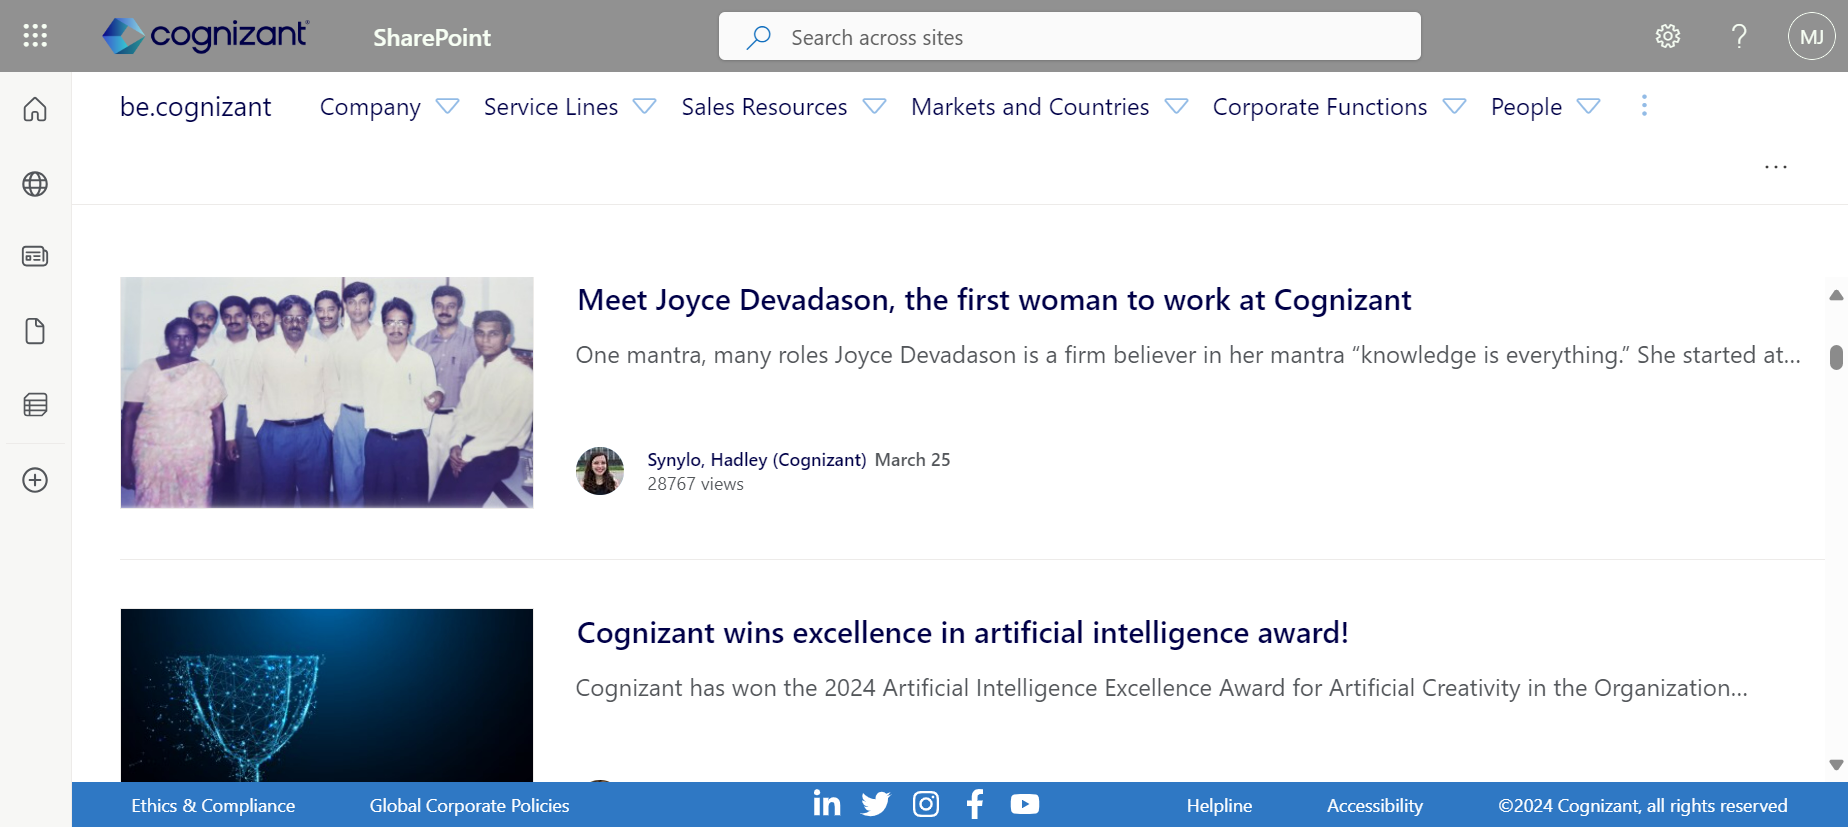 cognizant
SharePoint
Search across sites
MJ
be.cognizant
Company
Service Lines
Sales Resources
Markets and Countries
Corporate Functions
People
Meet Joyce Devadason, the first woman to work at Cognizant
One mantra, many roles Joyce Devadason is a firm believer in her mantra “knowledge is everything.” She started at...
Synylo, Hadley (Cognizant) March 25
28767 views
Cognizant wins excellence in artificial intelligence award!
Cognizant has won the 2024 Artificial Intelligence Excellence Award for Artificial Creativity in the Organization...
Ethics & Compliance
Global Corporate Policies
Helpline
Accessibility
©2024 Cognizant, all rights reserved